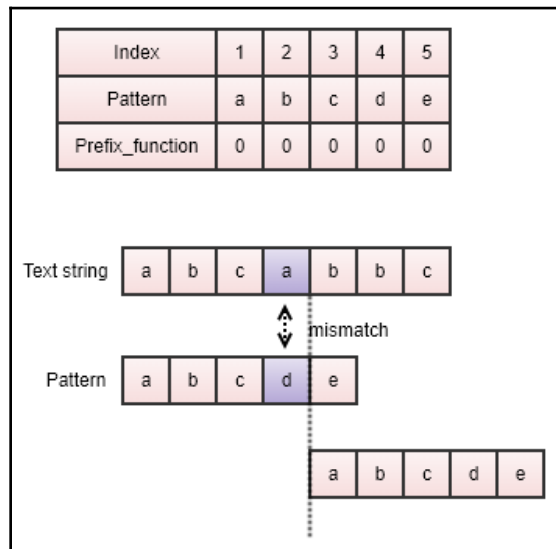 Index 1 2 3 4 5
Pattern a b c d e
Prefix_function 0 0 0 0 0
Text string a b c a b b c
mismatch
Pattern a b c d e
a b c d e